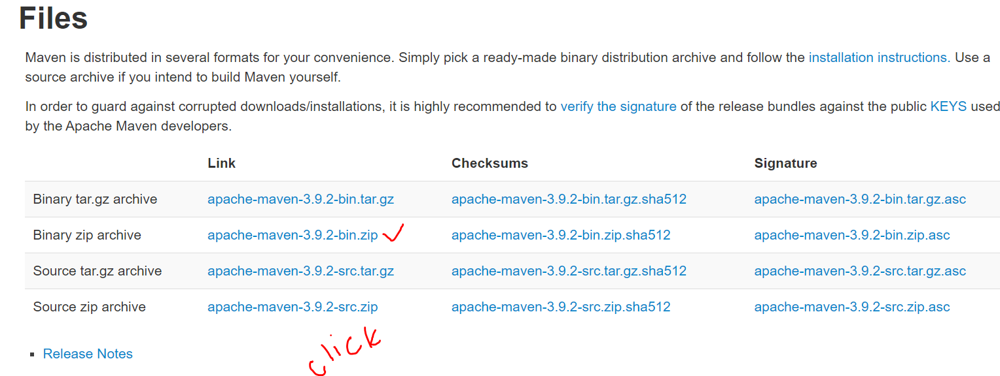 Files
Maven is distributed in several formats for your convenience. Simply pick a ready-made binary distribution archive and follow the installation instructions. Use a
source archive if you intend to build Maven yourself.
In order to guard against corrupted downloads/installations, it is highly recommended to verify the signature of the release bundles against the public KEYS used
by the Apache Maven developers.
Link Checksums Signature
Binary tar.gz archive apache-maven-3.9.2-bin.tar.gz apache-maven-3.9.2-bin.tar.gz.sha512 apache-maven-3.9.2-bin.tar.gz.asc
Binary zip archive apache-maven-3.9.2-bin.zip apache-maven-3.9.2-bin.zip.sha512 apache-maven-3.9.2-bin.zip.asc
Source tar.gz archive apache-maven-3.9.2-src.tar.gz apache-maven-3.9.2-src.tar.gz.sha512 apache-maven-3.9.2-src.tar.gz.asc
Source zip archive apache-maven-3.9.2-src.zip apache-maven-3.9.2-src.zip.sha512 apache-maven-3.9.2-src.zip.asc
click
Release Notes